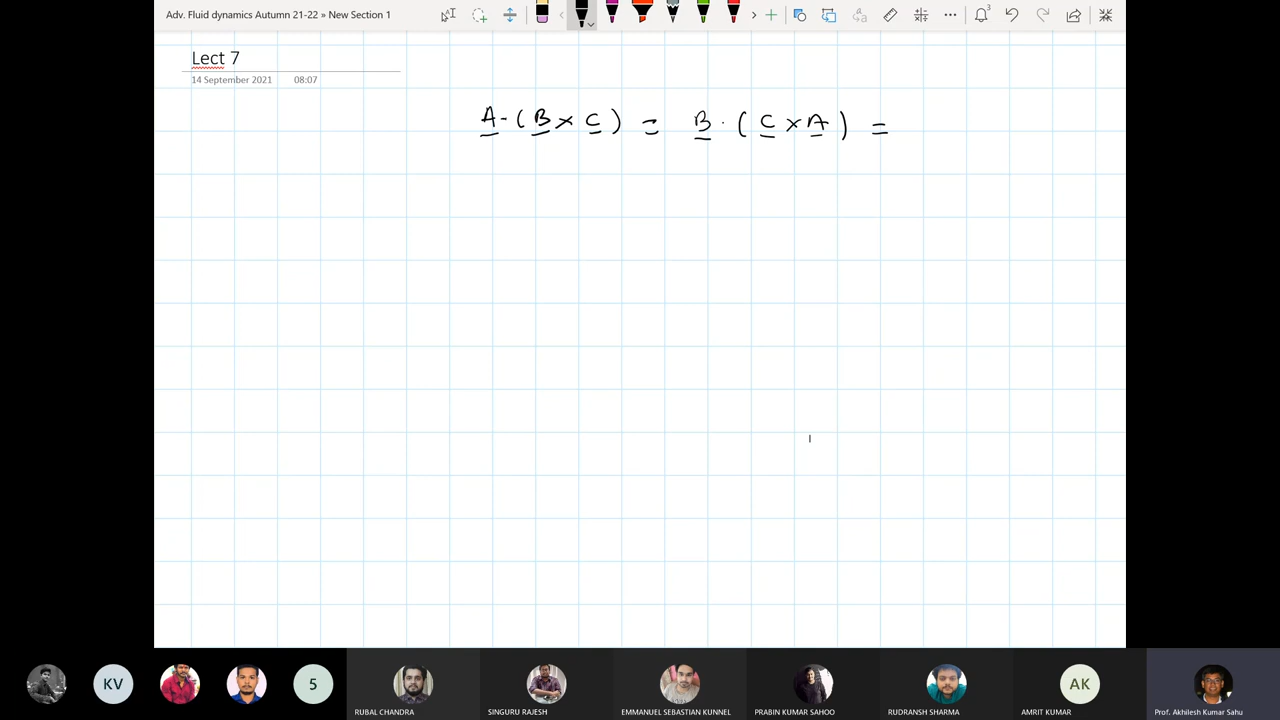 Adv. Fluid dynamics Autumn 21-22 » New Section 1
Lect 7
14 September 2021 08:07
A · ( B × C ) = B · ( C × A ) =
KV
5
AK
RUBAL CHANDRA
SINGURU RAJESH
EMMANUEL SEBASTIAN KUNNEL
PRABIN KUMAR SAHOO
RUDRANSH SHARMA
AMRIT KUMAR
Prof. Akhilesh Kumar Sahu